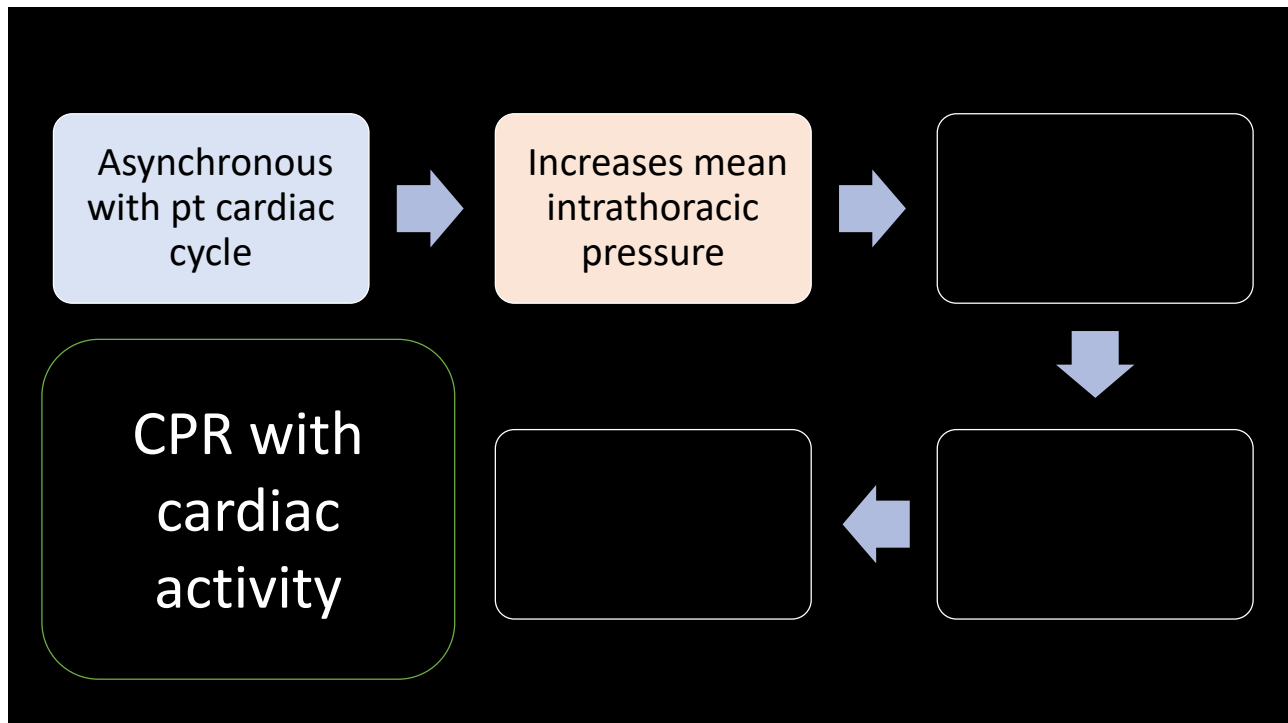 Asynchronous
with pt cardiac
cycle
Increases mean
intrathoracic
pressure
CPR with
cardiac
activity